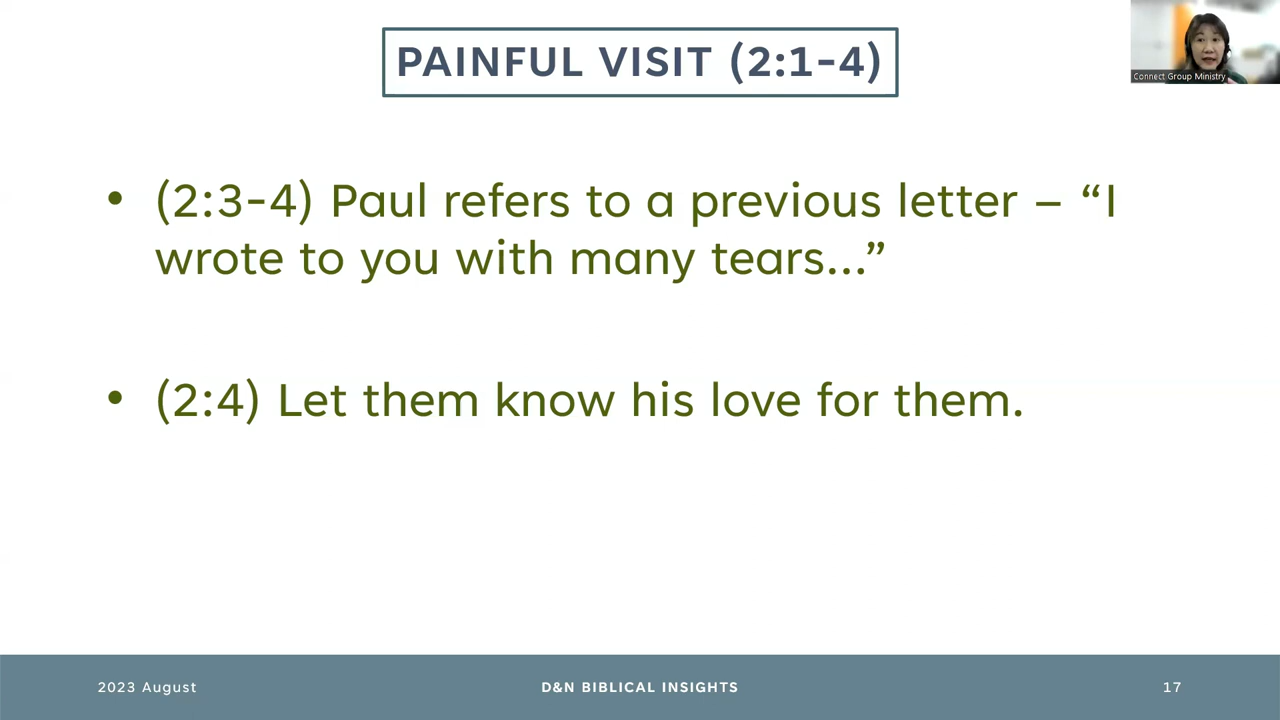 PAINFUL VISIT (2:1-4)
Connect Group Ministry
• (2:3-4) Paul refers to a previous letter – “I
wrote to you with many tears...”
• (2:4) Let them know his love for them.
2023 August
D&N BIBLICAL INSIGHTS
17